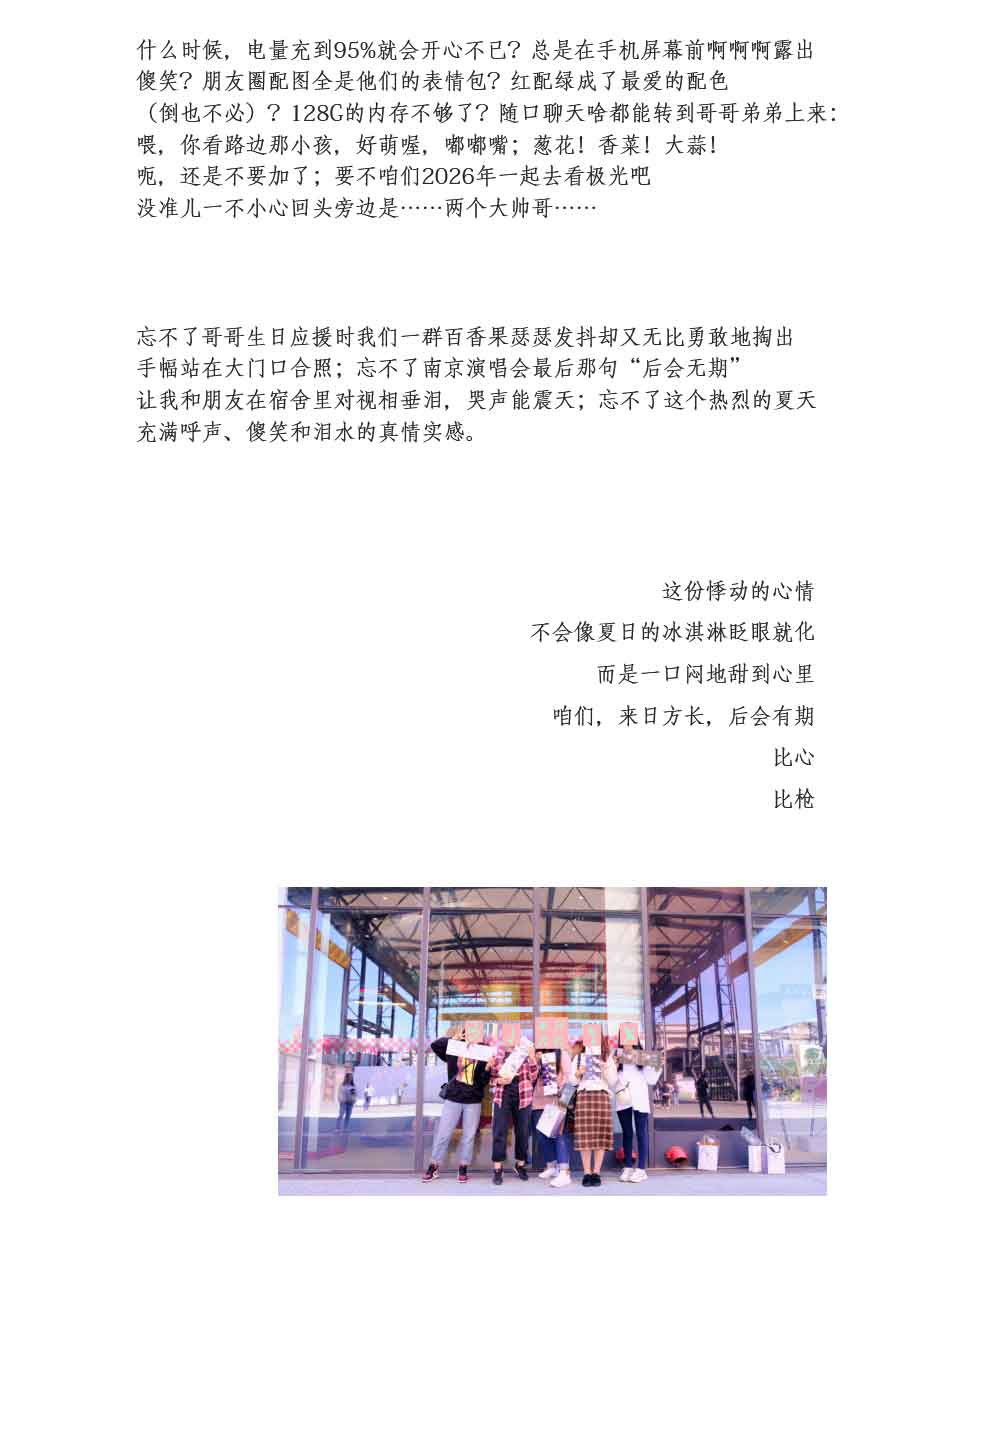 什么时候，电量充到95%就会开心不已？总是在手机屏幕前啊啊啊露出
傻笑？朋友圈配图全是他们的表情包？红配绿成了最爱的配色
（倒也不必）？128G的内存不够了？随口聊天啥都能转到哥哥弟弟上来：
喂，你看路边那小孩，好萌喔，嘟嘟嘴；葱花！香菜！大蒜！
呃，还是不要加了；要不咱们2026年一起去看极光吧
没准儿一不小心回头旁边是……两个大帅哥……
忘不了哥哥生日应援时我们一群百香果瑟瑟发抖却又无比勇敢地掏出
手幅站在大门口合照；忘不了南京演唱会最后那句“后会无期”
让我和朋友在宿舍里对视相垂泪，哭声能震天；忘不了这个热烈的夏天
充满呼声、傻笑和泪水的真情实感。
这份悸动的心情
不会像夏日的冰淇淋眨眼就化
而是一口闷地甜到心里
咱们，来日方长，后会有期
比心
比枪